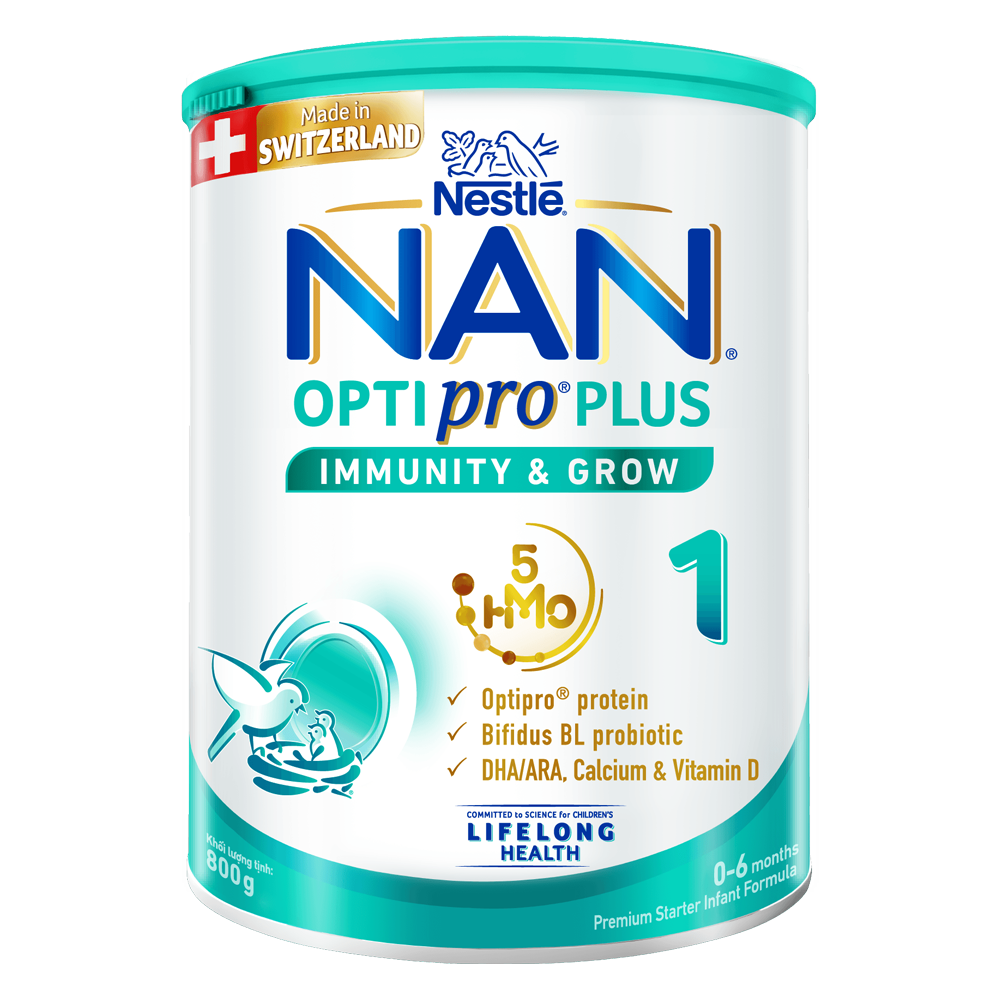 Made in
SWITZERLAND
Nestlé®
NAN®
OPTIpro® PLUS
IMMUNITY & GROW
5
HMO
1
Optipro® protein
Bifidus BL probiotic
DHA/ARA, Calcium & Vitamin D
COMMITTED to SCIENCE for CHILDREN'S
LIFELONG
HEALTH
Khối lượng tịnh:
800g
0-6 months
Premium Starter Infant Formula